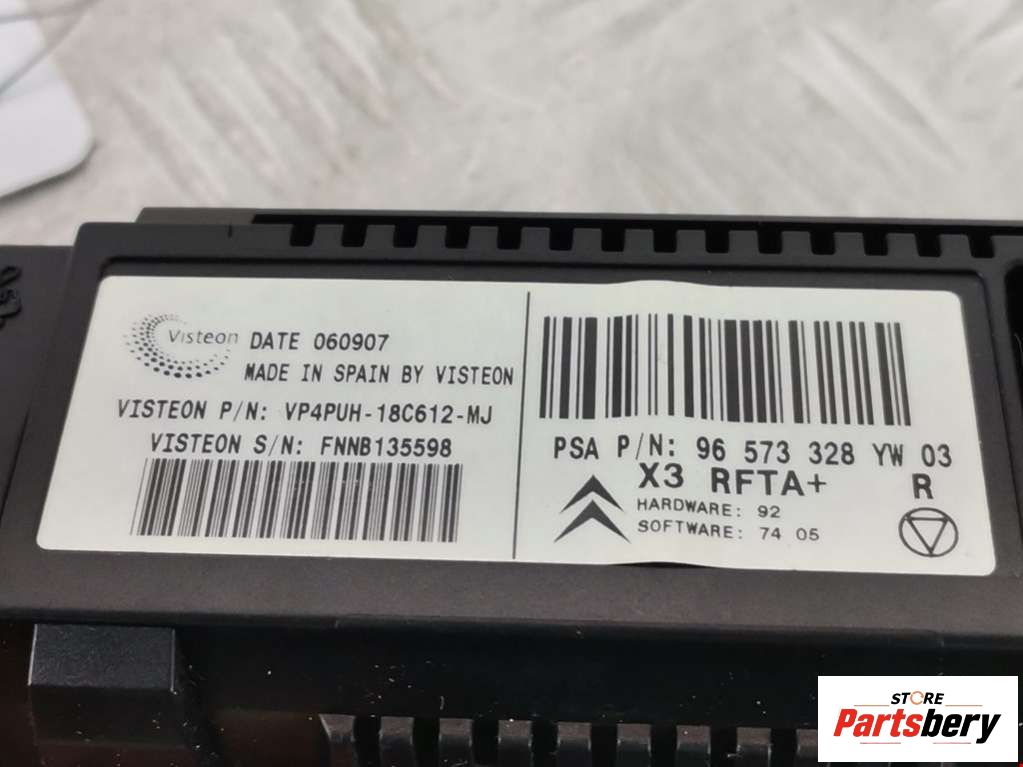 Visteon DATE 060907
MADE IN SPAIN BY VISTEON
VISTEON P/N: VP4PUH-18C612-MJ
VISTEON S/N: FNNB135598
PSA P/N: 96 573 328 YW 03
X3 RFTA+ R
HARDWARE: 92
SOFTWARE: 74 05
STORE
Partsbery